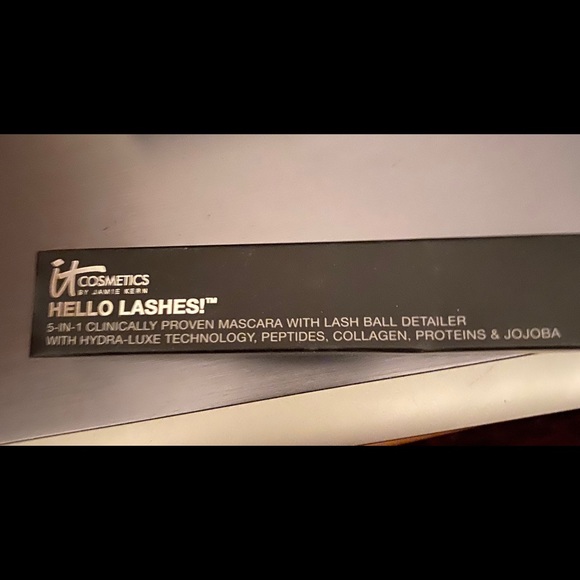 it COSMETICS
BY JAMIE KERN
HELLO LASHES!™
5-IN-1 CLINICALLY PROVEN MASCARA WITH LASH BALL DETAILER
WITH HYDRA-LUXE TECHNOLOGY, PEPTIDES, COLLAGEN, PROTEINS & JOJOBA